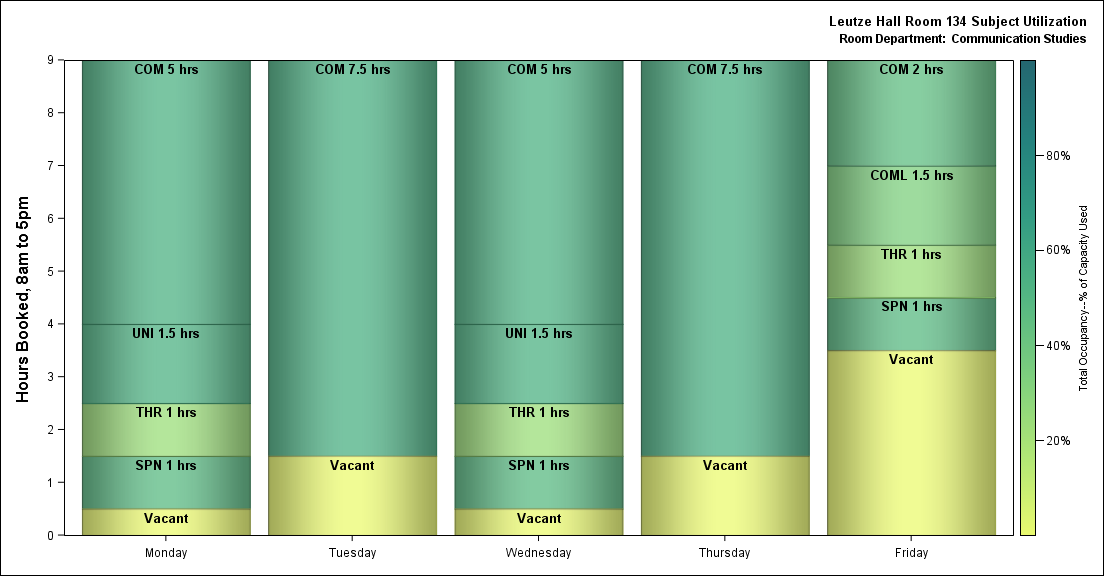 Leutze Hall Room 134 Subject Utilization
Room Department: Communication Studies
Hours Booked, 8am to 5pm
9
8
7
6
5
4
3
2
1
0
COM 5 hrs
UNI 1.5 hrs
THR 1 hrs
SPN 1 hrs
Vacant
COM 7.5 hrs
Vacant
COM 5 hrs
UNI 1.5 hrs
THR 1 hrs
SPN 1 hrs
Vacant
COM 7.5 hrs
Vacant
COM 2 hrs
COML 1.5 hrs
THR 1 hrs
SPN 1 hrs
Vacant
Monday
Tuesday
Wednesday
Thursday
Friday
80%
60%
40%
20%
Total Occupancy--% of Capacity Used